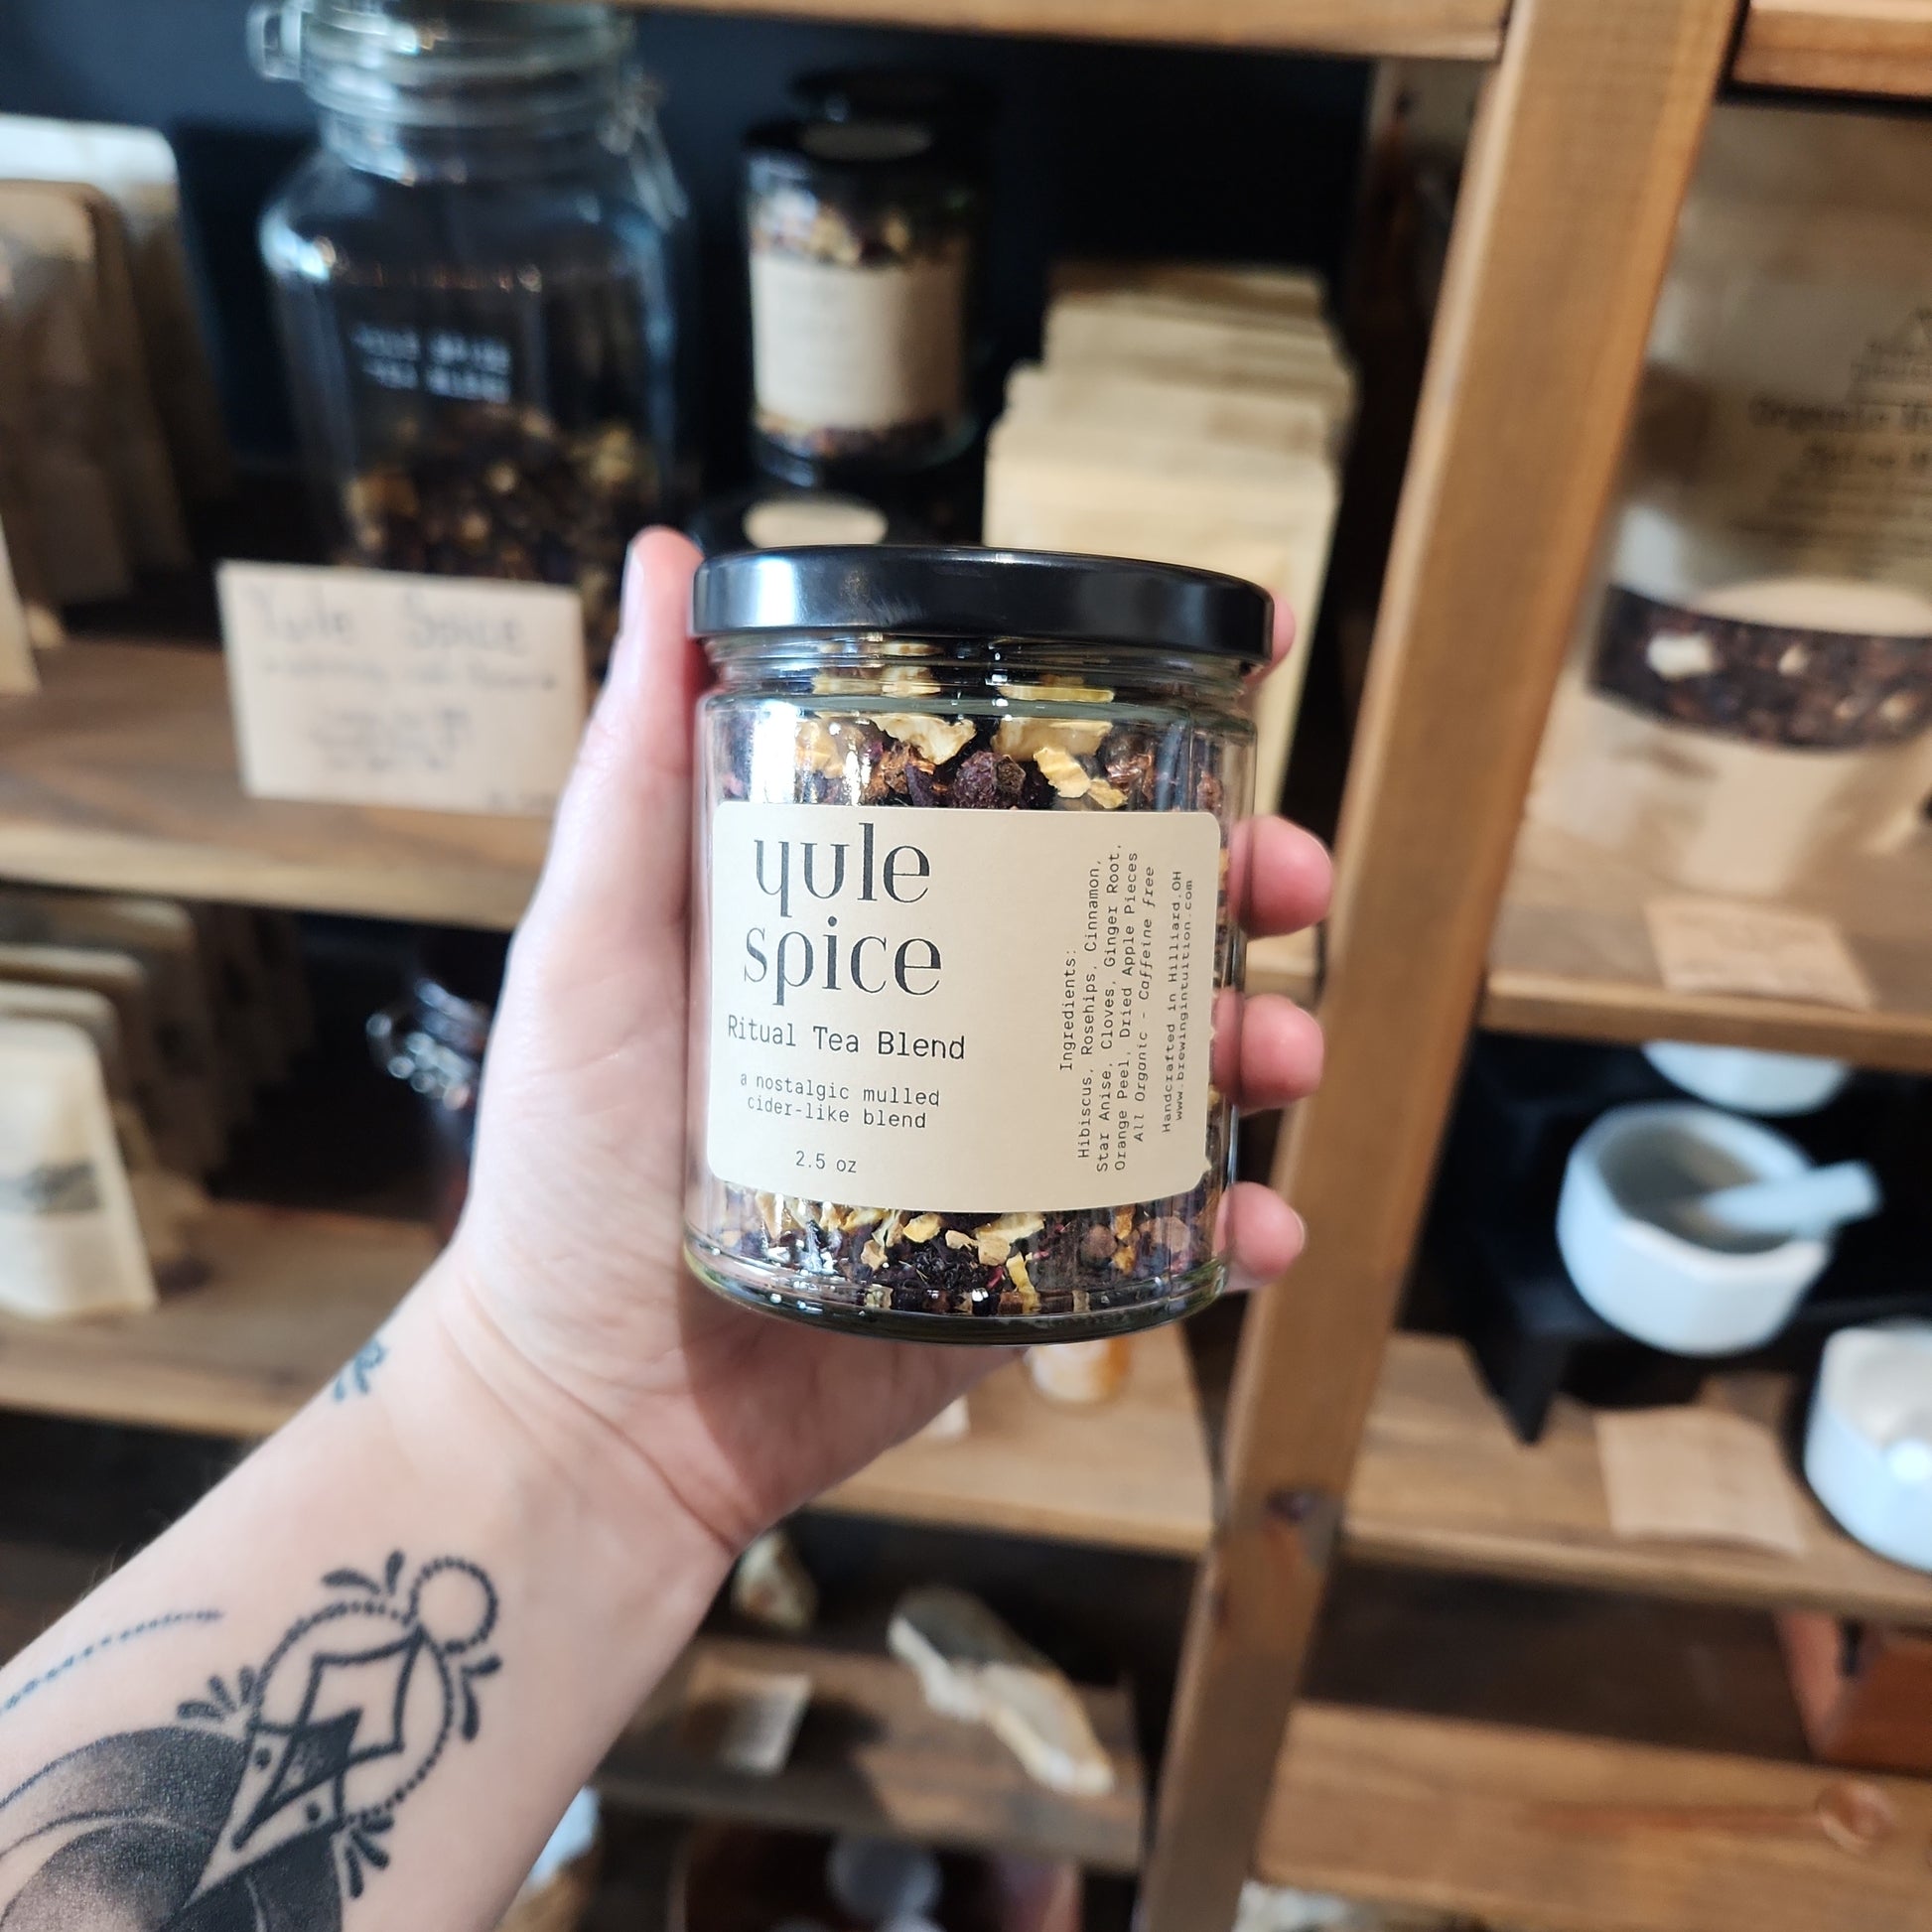 yule
spice
Ritual Tea Blend
a nostalgic mulled
cider-like blend
2.5 oz
Ingredients:
Hibiscus, Rosehips, Cinnamon,
Star Anise, Cloves, Ginger Root,
Orange Peel, Dried Apple Pieces
All Organic - Caffeine free
Handcrafted in Hilliard,OH
www.brewingintuition.com
Yule Spice